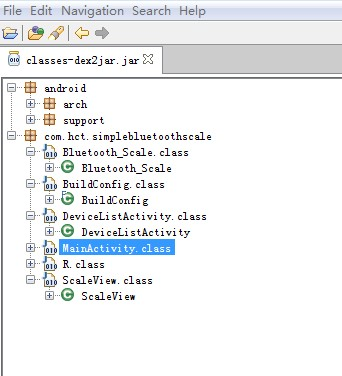 File Edit Navigation Search Help
classes-dex2jar.jar
android
arch
support
com.hct.simplebluetoothscale
Bluetooth_Scale.class
Bluetooth_Scale
BuildConfig.class
BuildConfig
DeviceListActivity.class
DeviceListActivity
MainActivity.class
R.class
ScaleView.class
ScaleView